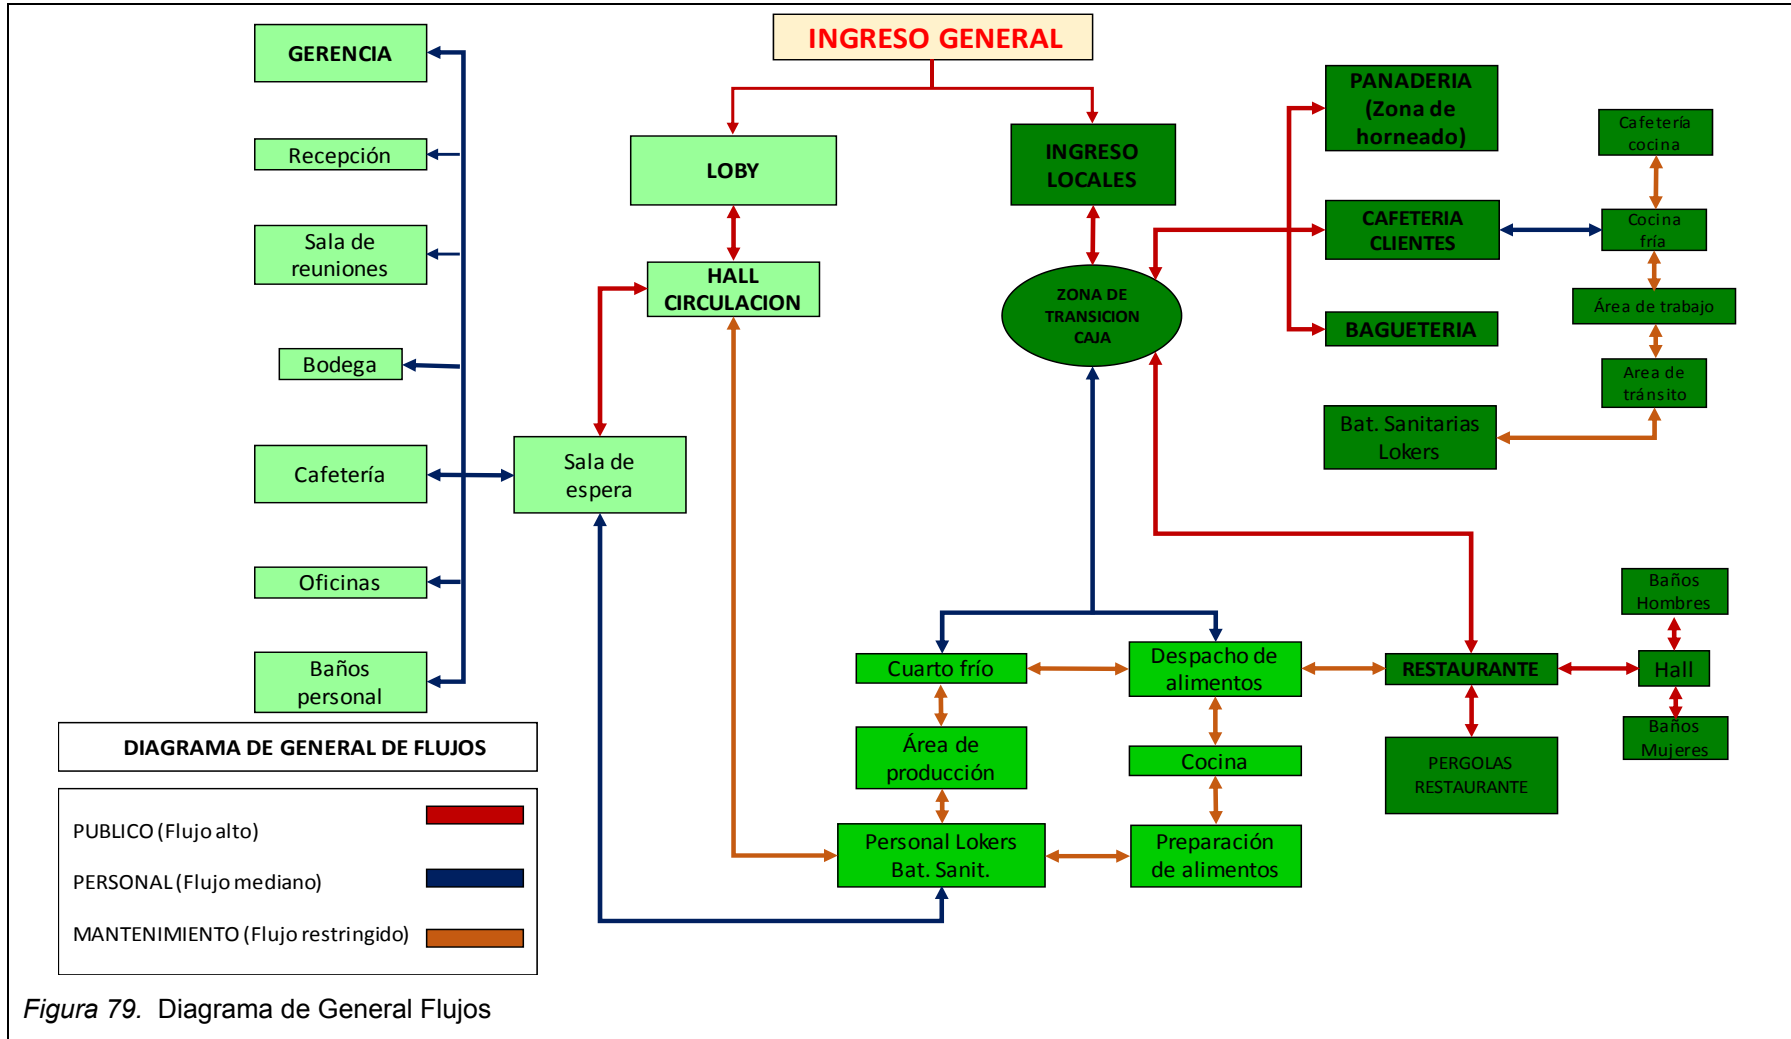 INGRESO GENERAL
GERENCIA
Recepción
Sala de
reuniones
Bodega
Cafetería
Oficinas
Baños
personal
LOBY
HALL
CIRCULACION
Sala de
espera
INGRESO
LOCALES
ZONA DE
TRANSICION
CAJA
PANADERIA
(Zona de
horneado)
CAFETERIA
CLIENTES
BAGUETERIA
Bat. Sanitarias
Lokers
Cafetería
cocina
Cocina
fría
Área de trabajo
Area de
tránsito
Cuarto frío
Área de
producción
Personal Lokers
Bat. Sanit.
Despacho de
alimentos
Cocina
Preparación
de alimentos
RESTAURANTE
PERGOLAS
RESTAURANTE
Baños
Hombres
Hall
Baños
Mujeres
DIAGRAMA DE GENERAL DE FLUJOS
PUBLICO (Flujo alto)
PERSONAL (Flujo mediano)
MANTENIMIENTO (Flujo restringido)
Figura 79. Diagrama de General Flujos